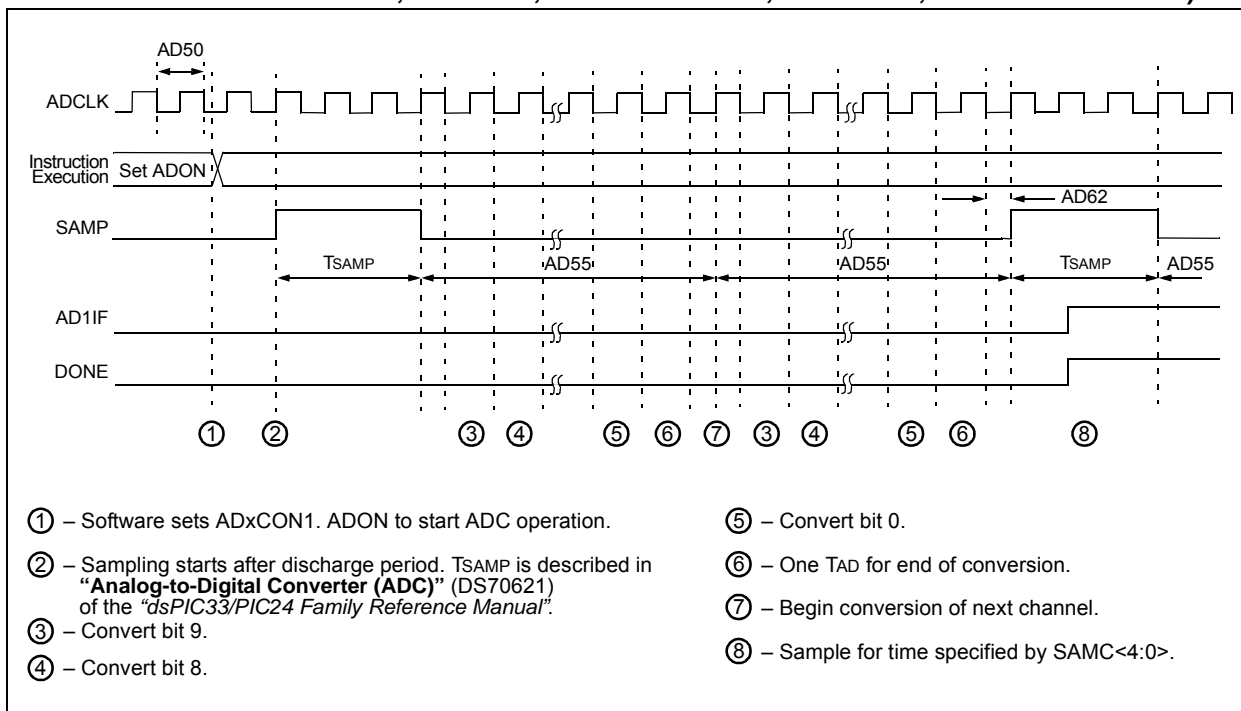 AD50
ADCLK
Instruction
Execution
Set ADON
AD62
SAMP
TSAMP AD55 AD55 TSAMP AD55
AD1IF
DONE
1 2 3 4 5 6 7 3 4 5 6 8
1 – Software sets ADxCON1. ADON to start ADC operation.
2 – Sampling starts after discharge period. TSAMP is described in
“Analog-to-Digital Converter (ADC)” (DS70621)
of the “dsPIC33/PIC24 Family Reference Manual”.
3 – Convert bit 9.
4 – Convert bit 8.
5 – Convert bit 0.
6 – One TAD for end of conversion.
7 – Begin conversion of next channel.
8 – Sample for time specified by SAMC<4:0>.